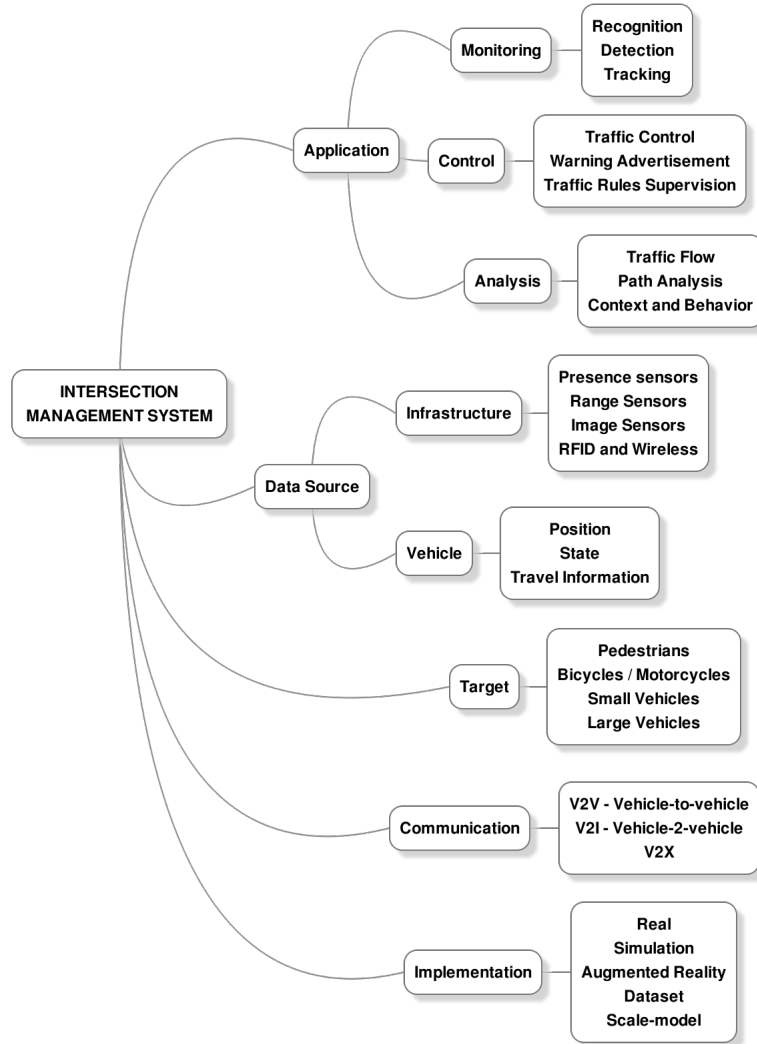 INTERSECTION
MANAGEMENT SYSTEM
Application
Monitoring
Recognition
Detection
Tracking
Control
Traffic Control
Warning Advertisement
Traffic Rules Supervision
Analysis
Traffic Flow
Path Analysis
Context and Behavior
Data Source
Infrastructure
Presence sensors
Range Sensors
Image Sensors
RFID and Wireless
Vehicle
Position
State
Travel Information
Target
Pedestrians
Bicycles / Motorcycles
Small Vehicles
Large Vehicles
Communication
V2V - Vehicle-to-vehicle
V2I - Vehicle-2-vehicle
V2X
Implementation
Real
Simulation
Augmented Reality
Dataset
Scale-model